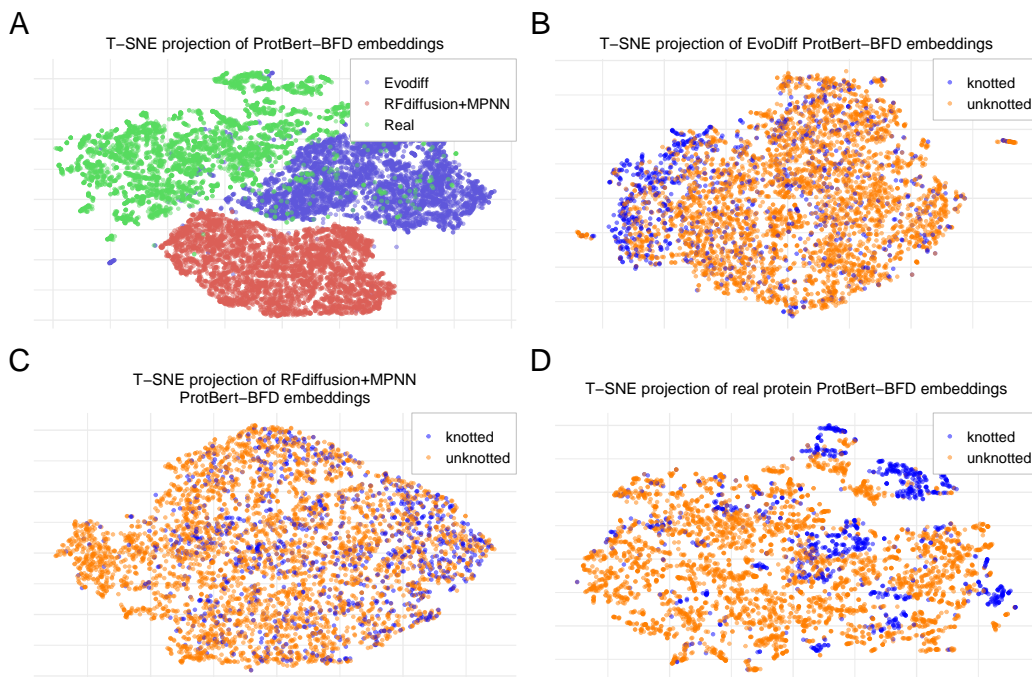 A
T−SNE projection of ProtBert−BFD embeddings
Evodiff
RFdiffusion+MPNN
Real
B
T−SNE projection of EvoDiff ProtBert−BFD embeddings
knotted
unknotted
C
T−SNE projection of RFdiffusion+MPNN
ProtBert−BFD embeddings
knotted
unknotted
D
T−SNE projection of real protein ProtBert−BFD embeddings
knotted
unknotted